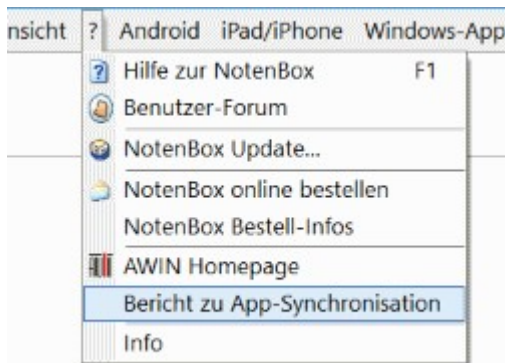 nsicht ? Android iPad/iPhone Windows-App
Hilfe zur NotenBox F1
Benutzer-Forum
NotenBox Update...
NotenBox online bestellen
NotenBox Bestell-Infos
AWIN Homepage
Bericht zu App-Synchronisation
Info